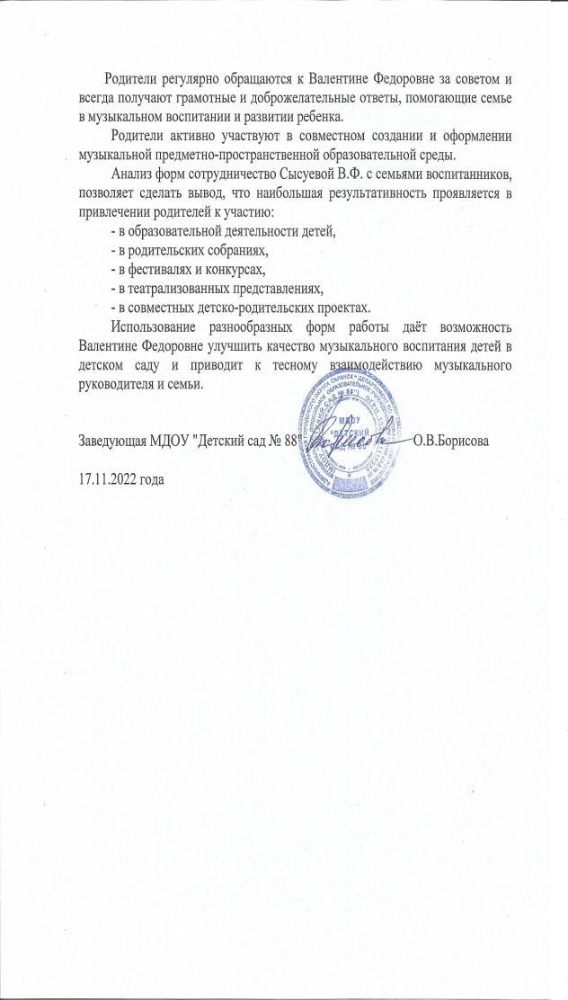 Родители регулярно обращаются к Валентине Федоровне за советом и
всегда получают грамотные и доброжелательные ответы, помогающие семье
в музыкальном воспитании и развитии ребенка.
Родители активно участвуют в совместном создании и оформлении
музыкальной предметно-пространственной образовательной среды.
Анализ форм сотрудничество Сысуевой В.Ф. с семьями воспитанников,
позволяет сделать вывод, что наибольшая результативность проявляется в
привлечении родителей к участию:
- в образовательной деятельности детей,
- в родительских собраниях,
- в фестивалях и конкурсах,
- в театрализованных представлениях,
- в совместных детско-родительских проектах.
Использование разнообразных форм работы даёт возможность
Валентине Федоровне улучшить качество музыкального воспитания детей в
детском саду и приводит к тесному взаимодействию музыкального
руководителя и семьи.
Заведующая МДОУ "Детский сад № 88" О.В.Борисова
МДОУ
"ДЕТСКИЙ
САД № 88"
17.11.2022 года